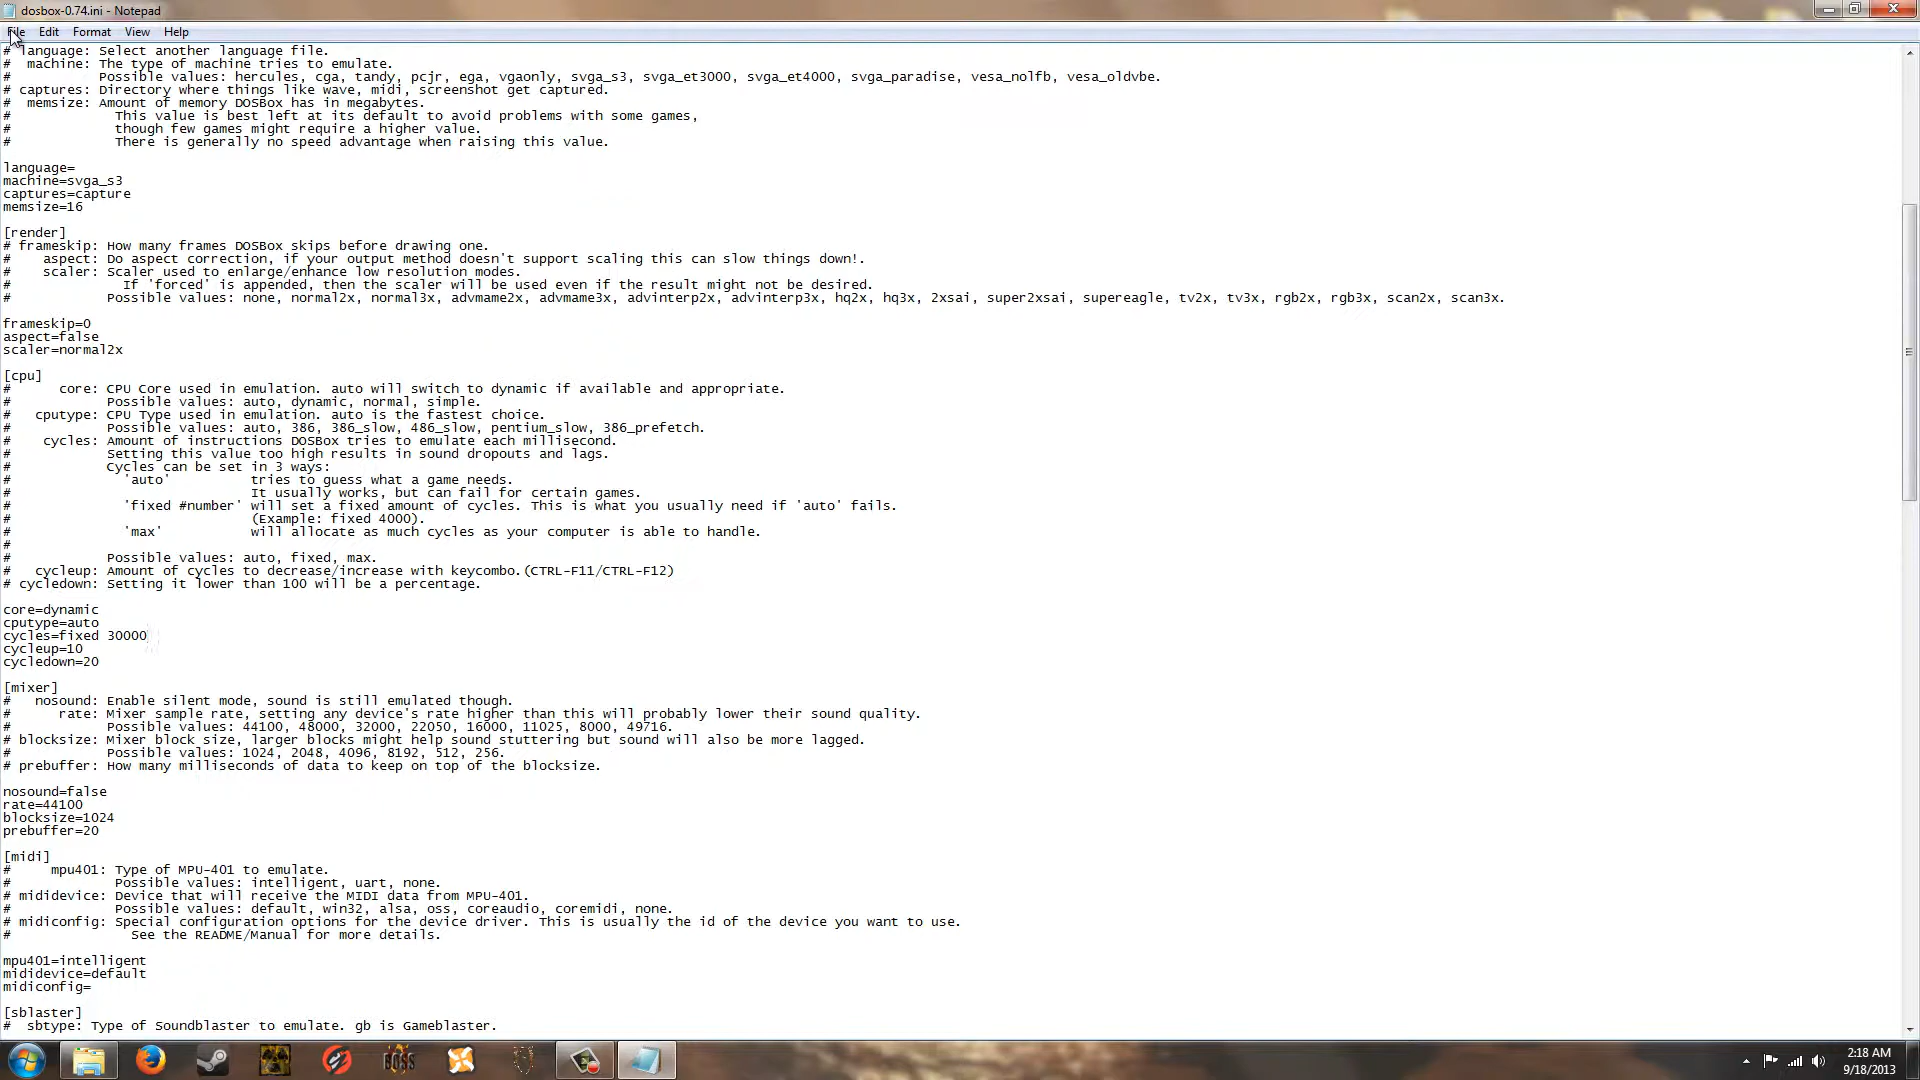 dosbox-0.74.ini - Notepad
File Edit Format View Help
# language: Select another language file.
#  machine: The type of machine tries to emulate.
#           Possible values: hercules, cga, tandy, pcjr, ega, vgaonly, svga_s3, svga_et3000, svga_et4000, svga_paradise, vesa_nolfb, vesa_oldvbe.
# captures: Directory where things like wave, midi, screenshot get captured.
#  memsize: Amount of memory DOSBox has in megabytes.
#             This value is best left at its default to avoid problems with some games,
#             though few games might require a higher value.
#             There is generally no speed advantage when raising this value.
language=
machine=svga_s3
captures=capture
memsize=16
[render]
# frameskip: How many frames DOSBox skips before drawing one.
#    aspect: Do aspect correction, if your output method doesn't support scaling this can slow things down!.
#    scaler: Scaler used to enlarge/enhance low resolution modes.
#              If 'forced' is appended, then the scaler will be used even if the result might not be desired.
#            Possible values: none, normal2x, normal3x, advmame2x, advmame3x, advinterp2x, advinterp3x, hq2x, hq3x, 2xsai, super2xsai, supereagle, tv2x, tv3x, rgb2x, rgb3x, scan2x, scan3x.
frameskip=0
aspect=false
scaler=normal2x
[cpu]
#      core: CPU Core used in emulation. auto will switch to dynamic if available and appropriate.
#            Possible values: auto, dynamic, normal, simple.
#   cputype: CPU Type used in emulation. auto is the fastest choice.
#            Possible values: auto, 386, 386_slow, 486_slow, pentium_slow, 386_prefetch.
#    cycles: Amount of instructions DOSBox tries to emulate each millisecond.
#            Setting this value too high results in sound dropouts and lags.
#            Cycles can be set in 3 ways:
#              'auto'          tries to guess what a game needs.
#                              It usually works, but can fail for certain games.
#              'fixed #number' will set a fixed amount of cycles. This is what you usually need if 'auto' fails.
#                              (Example: fixed 4000).
#              'max'           will allocate as much cycles as your computer is able to handle.
#
#            Possible values: auto, fixed, max.
#   cycleup: Amount of cycles to decrease/increase with keycombo.(CTRL-F11/CTRL-F12)
# cycledown: Setting it lower than 100 will be a percentage.
core=dynamic
cputype=auto
cycles=fixed 30000
cycleup=10
cycledown=20
[mixer]
#   nosound: Enable silent mode, sound is still emulated though.
#      rate: Mixer sample rate, setting any device's rate higher than this will probably lower their sound quality.
#            Possible values: 44100, 48000, 32000, 22050, 16000, 11025, 8000, 49716.
# blocksize: Mixer block size, larger blocks might help sound stuttering but sound will also be more lagged.
#            Possible values: 1024, 2048, 4096, 8192, 512, 256.
# prebuffer: How many milliseconds of data to keep on top of the blocksize.
nosound=false
rate=44100
blocksize=1024
prebuffer=20
[midi]
#     mpu401: Type of MPU-401 to emulate.
#             Possible values: intelligent, uart, none.
# mididevice: Device that will receive the MIDI data from MPU-401.
#             Possible values: default, win32, alsa, oss, coreaudio, coremidi, none.
# midiconfig: Special configuration options for the device driver. This is usually the id of the device you want to use.
#               See the README/Manual for more details.
mpu401=intelligent
mididevice=default
midiconfig=
[sblaster]
#  sbtype: Type of Soundblaster to emulate. gb is Gameblaster.
BOSS
2:18 AM
9/18/2013